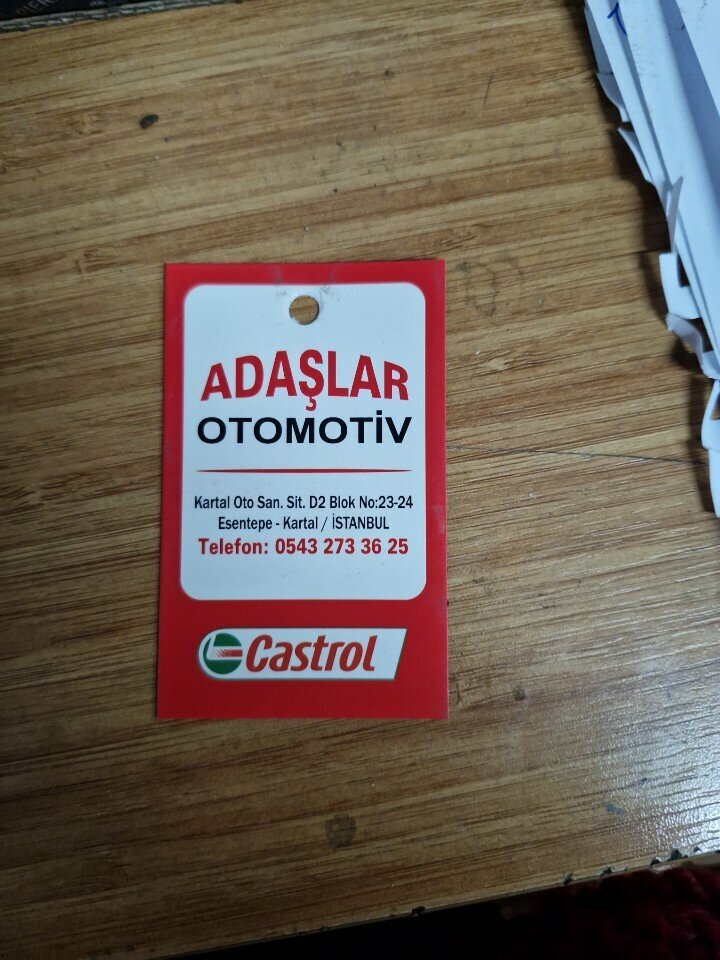 ADAŞLAR
OTOMOTİV
Kartal Oto San. Sit. D2 Blok No:23-24
Esentepe - Kartal / İSTANBUL
Telefon: 0543 273 36 25
Castrol